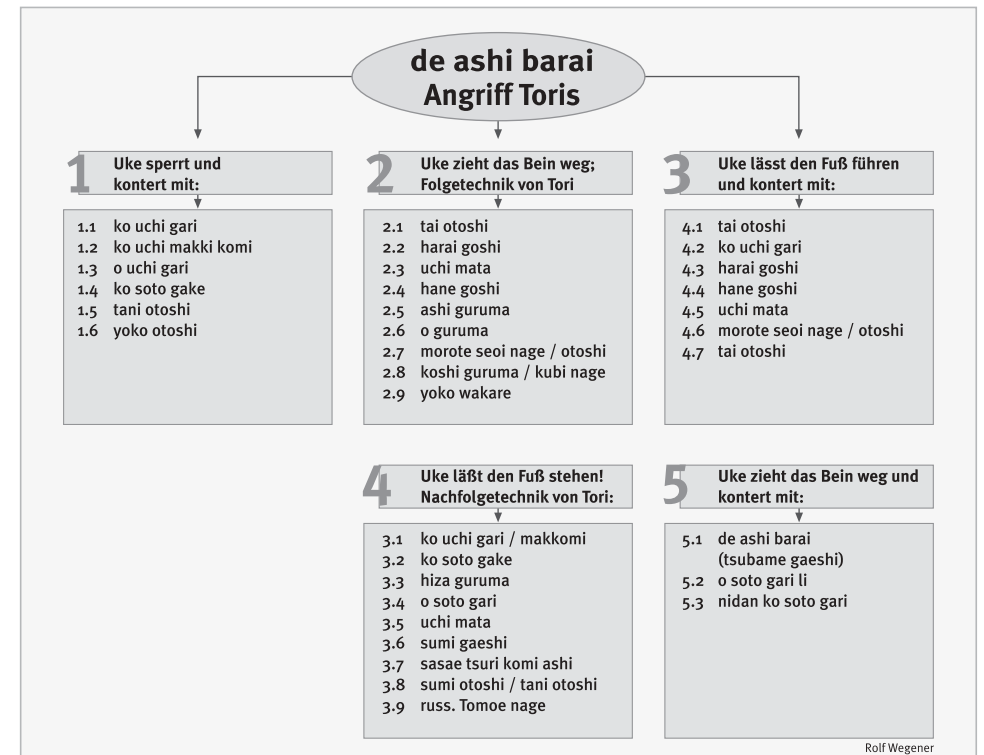 de ashi barai
Angriff Toris
1 Uke sperrt und
kontert mit:
1.1 ko uchi gari
1.2 ko uchi makki komi
1.3 o uchi gari
1.4 ko soto gake
1.5 tani otoshi
1.6 yoko otoshi
2 Uke zieht das Bein weg;
Folgetechnik von Tori
2.1 tai otoshi
2.2 harai goshi
2.3 uchi mata
2.4 hane goshi
2.5 ashi guruma
2.6 o guruma
2.7 morote seoi nage / otoshi
2.8 koshi guruma / kubi nage
2.9 yoko wakare
3 Uke lässt den Fuß führen
und kontert mit:
4.1 tai otoshi
4.2 ko uchi gari
4.3 harai goshi
4.4 hane goshi
4.5 uchi mata
4.6 morote seoi nage / otoshi
4.7 tai otoshi
4 Uke läßt den Fuß stehen!
Nachfolgetechnik von Tori:
3.1 ko uchi gari / makkomi
3.2 ko soto gake
3.3 hiza guruma
3.4 o soto gari
3.5 uchi mata
3.6 sumi gaeshi
3.7 sasae tsuri komi ashi
3.8 sumi otoshi / tani otoshi
3.9 russ. Tomoe nage
5 Uke zieht das Bein weg und
kontert mit:
5.1 de ashi barai
(tsubame gaeshi)
5.2 o soto gari li
5.3 nidan ko soto gari
Rolf Wegener